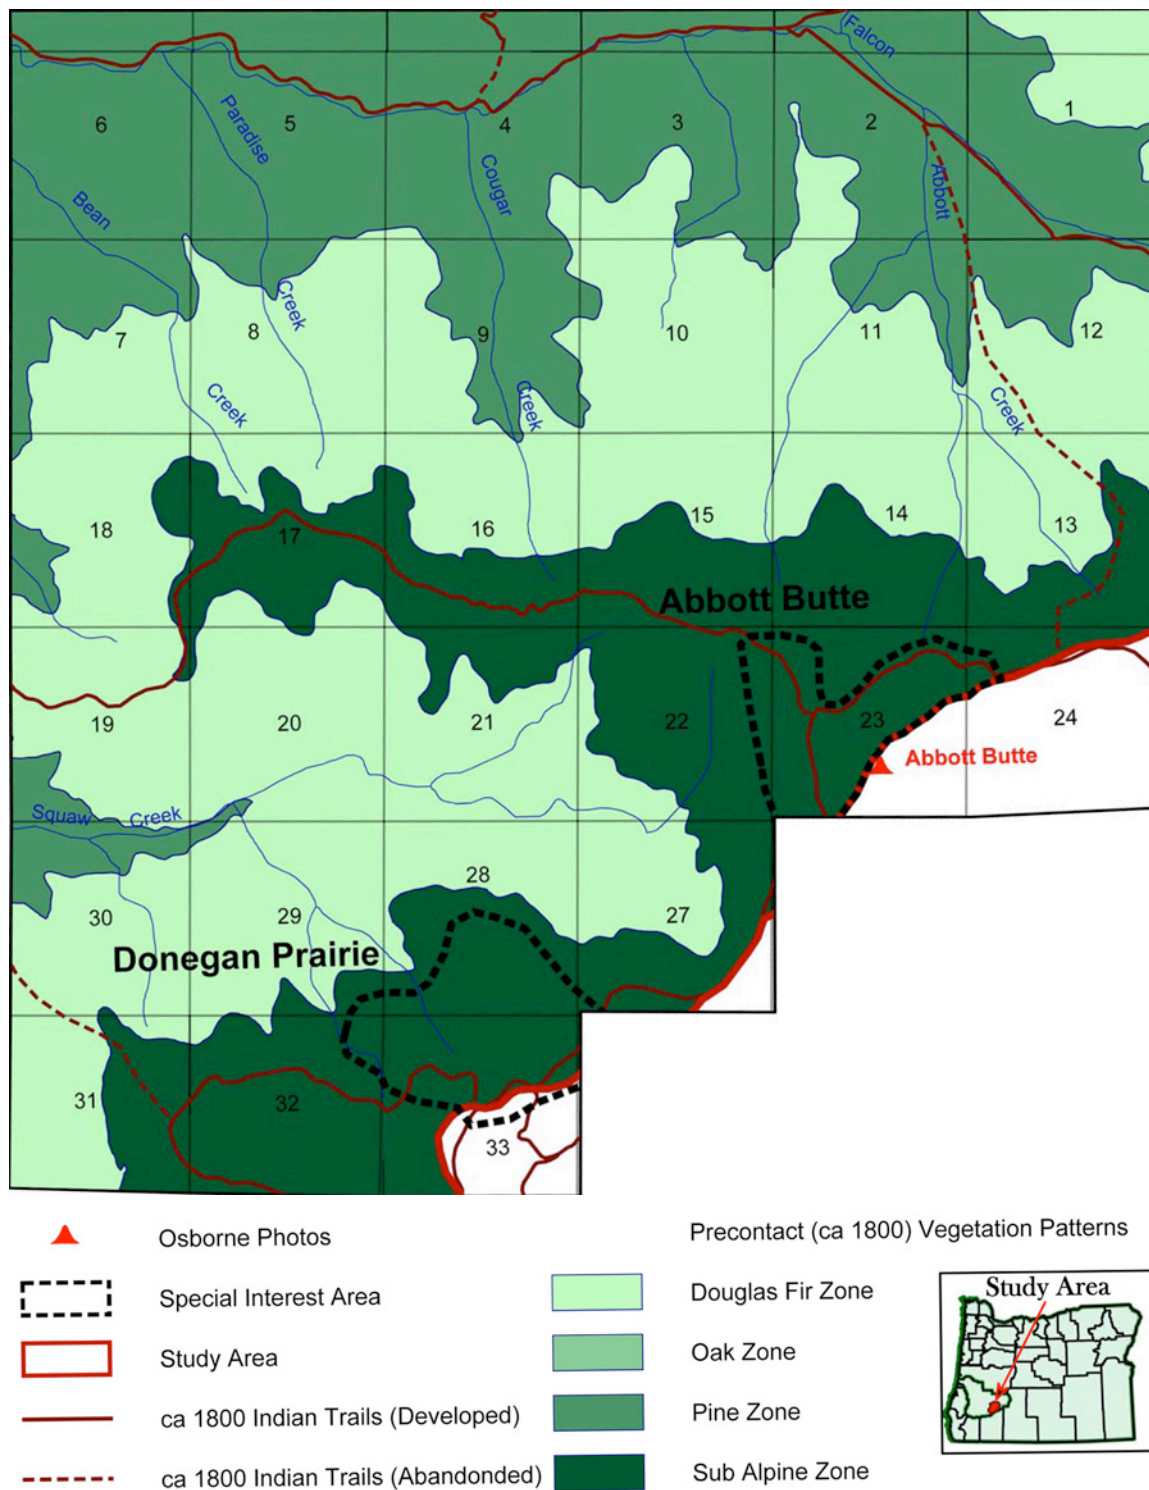 Falcon
1
2
3
4
5
6
Paradise
Cougar
Abbott
Bean
Creek
7
8
9
10
11
12
Creek
Creek
Creek
18
17
16
15
14
13
Abbott Butte
19
20
21
22
23
24
Abbott Butte
Squaw Creek
30
29
28
27
Donegan Prairie
31
32
33
Osborne Photos
Special Interest Area
Study Area
ca 1800 Indian Trails (Developed)
ca 1800 Indian Trails (Abandonded)
Precontact (ca 1800) Vegetation Patterns
Douglas Fir Zone
Oak Zone
Pine Zone
Sub Alpine Zone
Study Area